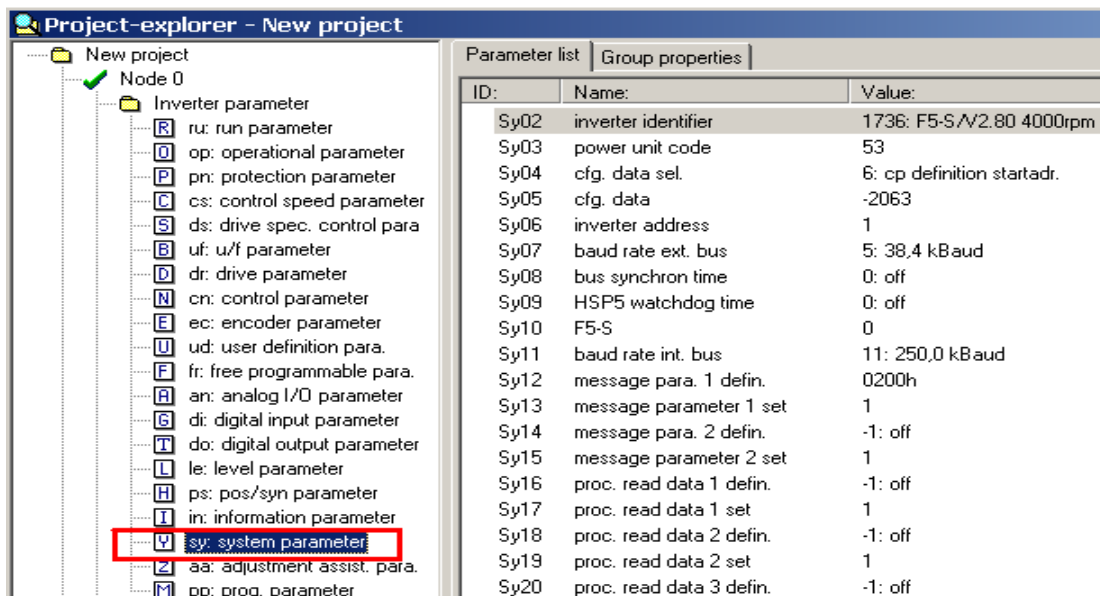 Project-explorer - New project
New project
Node 0
Inverter parameter
R ru: run parameter
O op: operational parameter
P pn: protection parameter
C cs: control speed parameter
S ds: drive spec. control para
B uf: u/f parameter
D dr: drive parameter
N cn: control parameter
E ec: encoder parameter
U ud: user definition para.
F fr: free programmable para.
A an: analog I/O parameter
G di: digital input parameter
T do: digital output parameter
L le: level parameter
H ps: pos/syn parameter
I in: information parameter
Y sy: system parameter
Z aa: adjustment assist. para.
M pp: prog. parameter
Parameter list Group properties
ID: Name: Value:
Sy02 inverter identifier 1736: F5-S/V2.80 4000rpm
Sy03 power unit code 53
Sy04 cfg. data sel. 6: cp definition startadr.
Sy05 cfg. data -2063
Sy06 inverter address 1
Sy07 baud rate ext. bus 5: 38,4 kBaud
Sy08 bus synchron time 0: off
Sy09 HSP5 watchdog time 0: off
Sy10 F5-S 0
Sy11 baud rate int. bus 11: 250,0 kBaud
Sy12 message para. 1 defin. 0200h
Sy13 message parameter 1 set 1
Sy14 message para. 2 defin. -1: off
Sy15 message parameter 2 set 1
Sy16 proc. read data 1 defin. -1: off
Sy17 proc. read data 1 set 1
Sy18 proc. read data 2 defin. -1: off
Sy19 proc. read data 2 set 1
Sy20 proc. read data 3 defin. -1: off